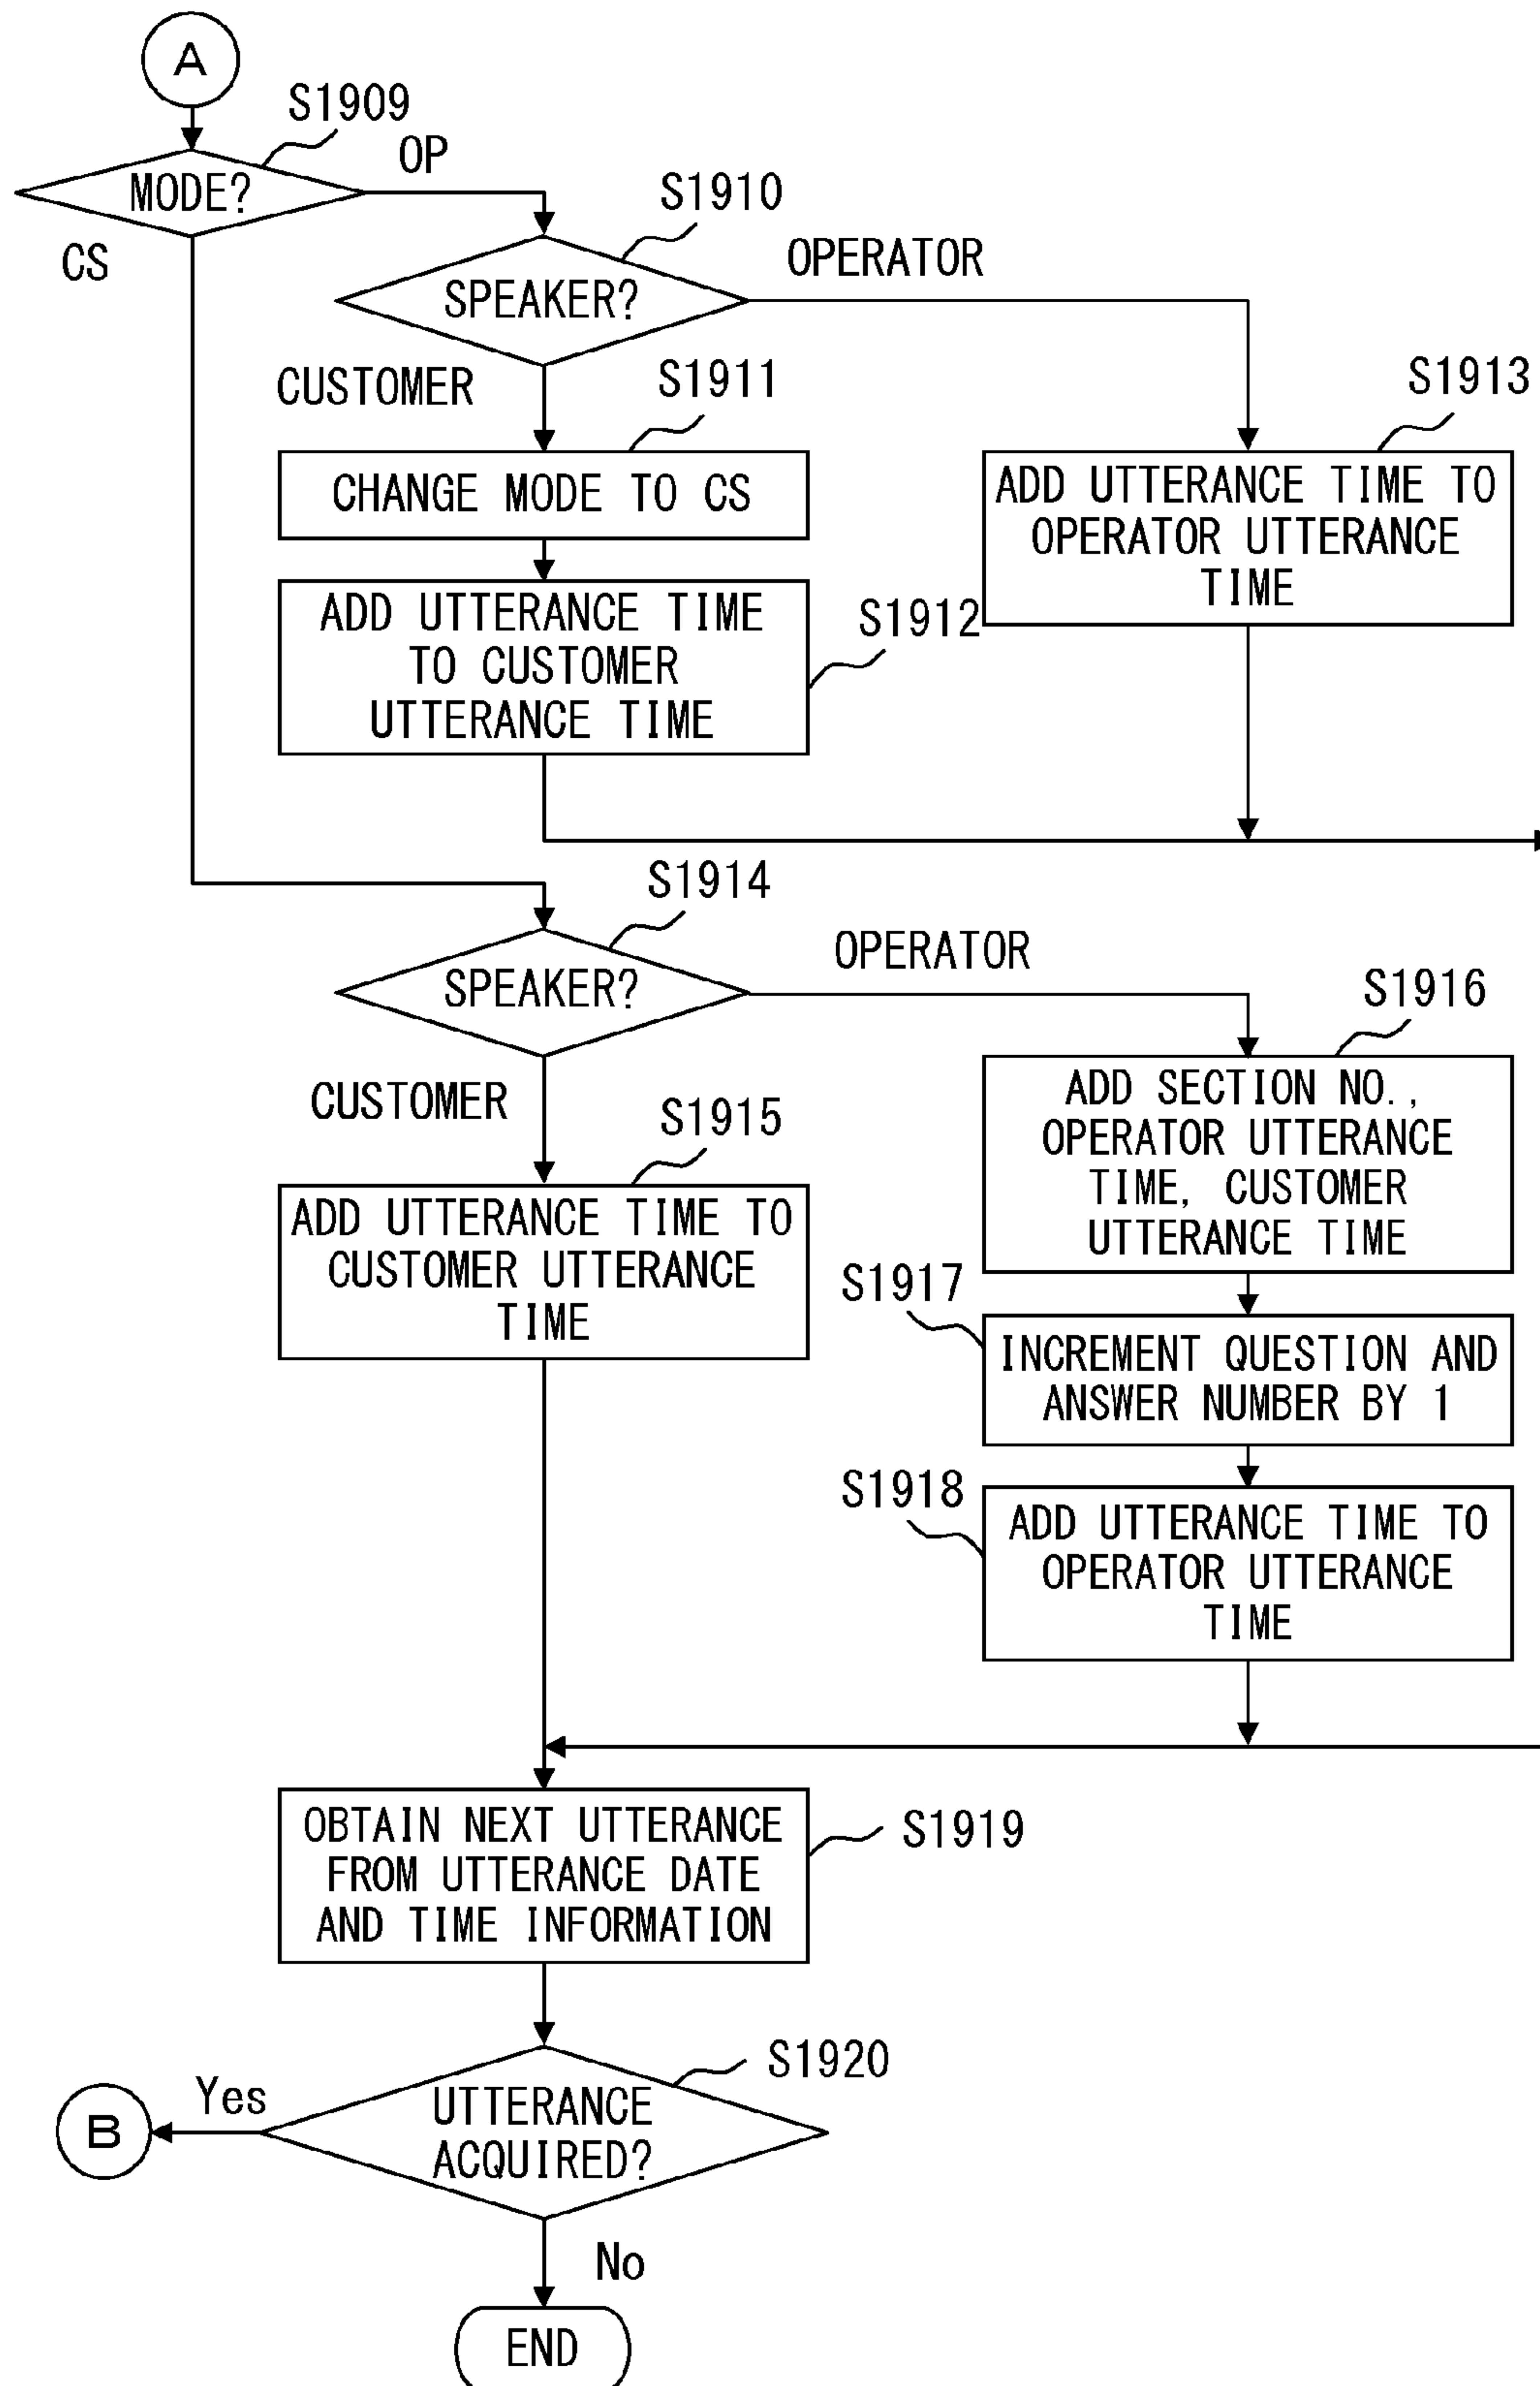 A
S1909
OP
MODE?
CS
S1910
OPERATOR
SPEAKER?
CUSTOMER
S1911
S1913
CHANGE MODE TO CS
ADD UTTERANCE TIME TO
OPERATOR UTTERANCE
TIME
ADD UTTERANCE TIME
TO CUSTOMER
UTTERANCE TIME
S1912
S1914
OPERATOR
SPEAKER?
S1916
CUSTOMER
S1915
ADD SECTION NO.,
OPERATOR UTTERANCE
TIME, CUSTOMER
UTTERANCE TIME
ADD UTTERANCE TIME TO
CUSTOMER UTTERANCE
TIME
S1917
INCREMENT QUESTION AND
ANSWER NUMBER BY 1
S1918
ADD UTTERANCE TIME TO
OPERATOR UTTERANCE
TIME
OBTAIN NEXT UTTERANCE
FROM UTTERANCE DATE
AND TIME INFORMATION
S1919
S1920
Yes
B
UTTERANCE
ACQUIRED?
No
END